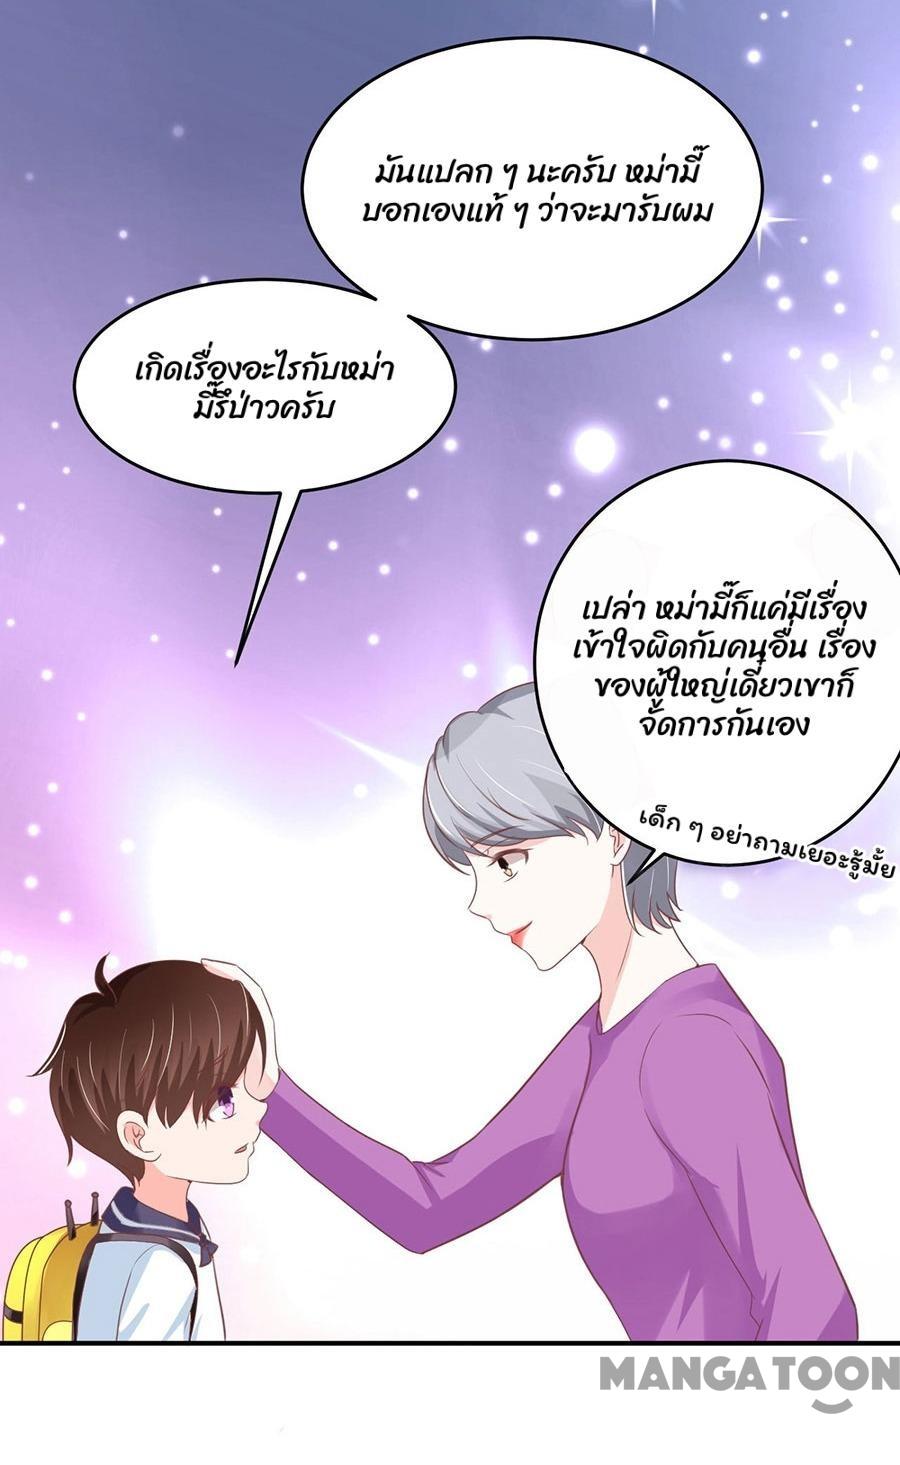 มันแปลก ๆ นะครับ หม่ามี๊
บอกเองแท้ ๆ ว่าจะมารับผม
เกิดเรื่องอะไรกับหม่า
มี๊รึป่าวครับ
เปล่า หม่ามี๊ก็แค่มีเรื่อง
เข้าใจผิดกับคนอื่น เรื่อง
ของผู้ใหญ่เดี๋ยวเขาก็
จัดการกันเอง
เด็ก ๆ อย่าถามเยอะรู้มั้ย
MANGATOON